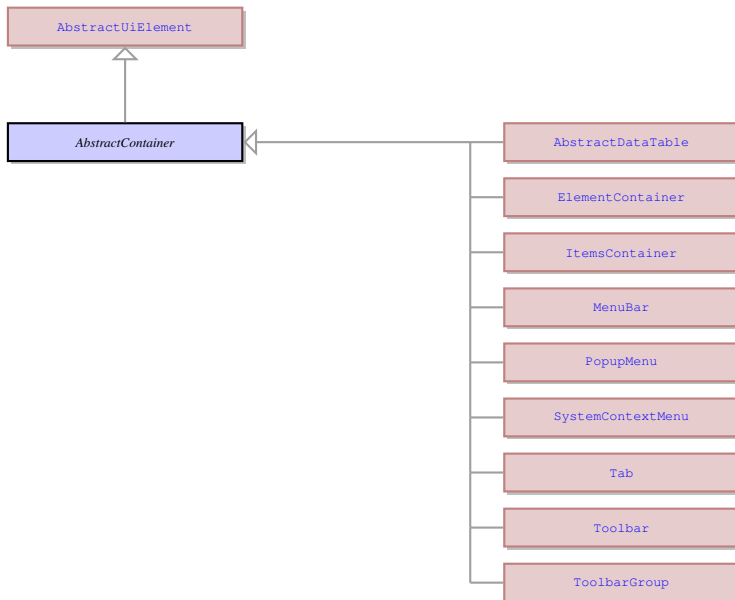 AbstractUiElement
AbstractContainer
AbstractDataTable
ElementContainer
ItemsContainer
MenuBar
PopupMenu
SystemContextMenu
Tab
Toolbar
ToolbarGroup